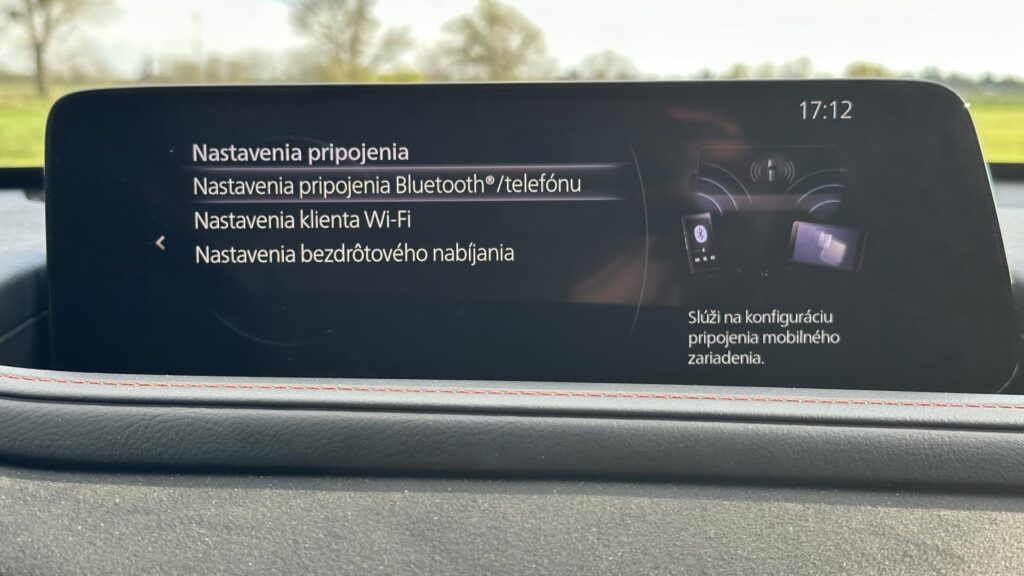 17:12
Nastavenia pripojenia
Nastavenia pripojenia Bluetooth®/telefónu
Nastavenia klienta Wi-Fi
Nastavenia bezdrôtového nabíjania
Slúži na konfiguráciu
pripojenia mobilného
zariadenia.